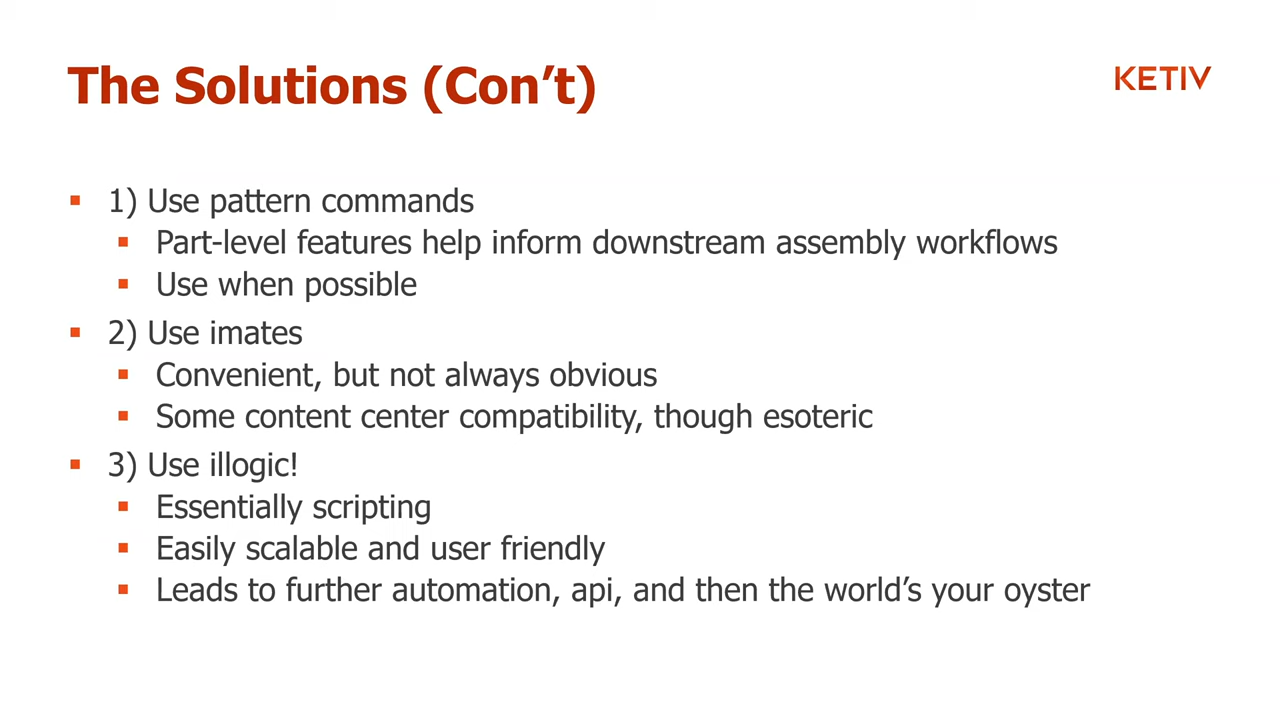 The Solutions (Con’t)
KETIV
▪ 1) Use pattern commands
▪ Part-level features help inform downstream assembly workflows
▪ Use when possible
▪ 2) Use imates
▪ Convenient, but not always obvious
▪ Some content center compatibility, though esoteric
▪ 3) Use illogic!
▪ Essentially scripting
▪ Easily scalable and user friendly
▪ Leads to further automation, api, and then the world’s your oyster